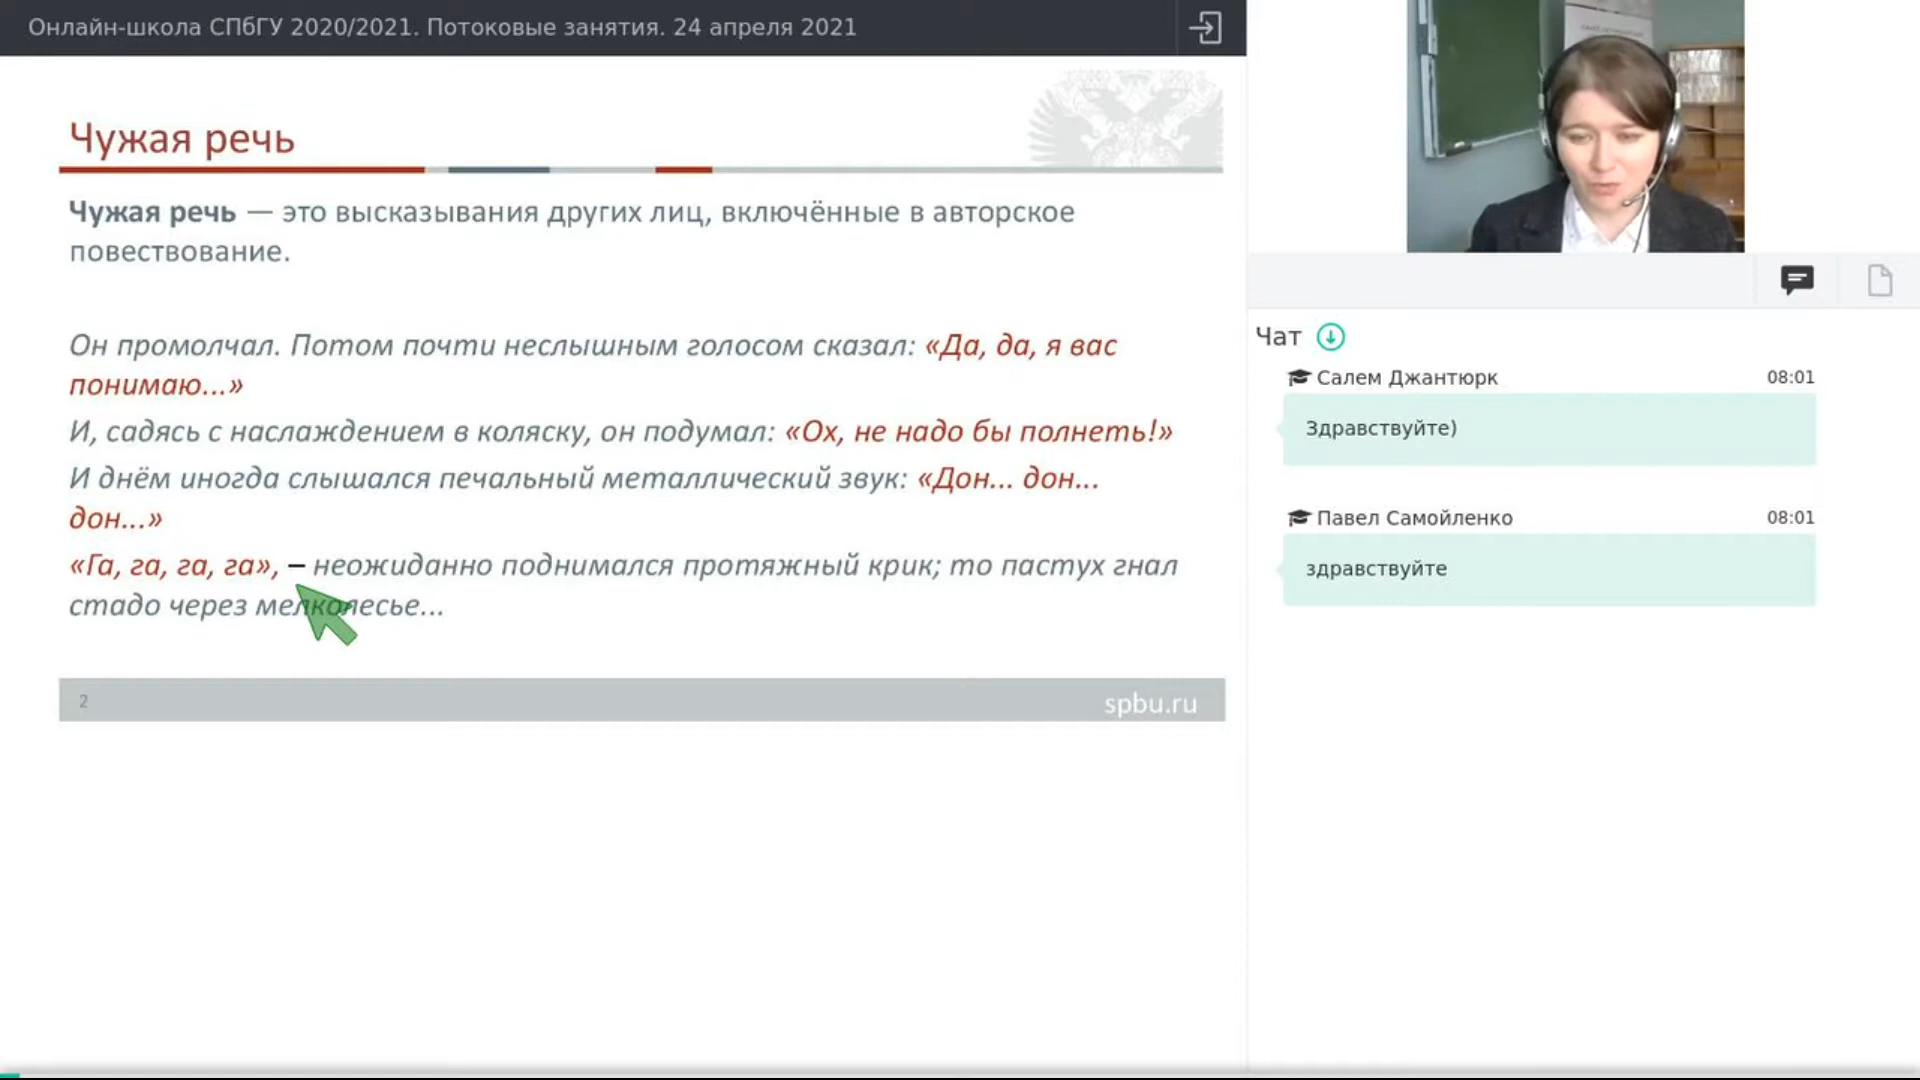 Онлайн-школа СПбГУ 2020/2021. Потоковые занятия. 24 апреля 2021
Чужая речь
Чужая речь — это высказывания других лиц, включённые в авторское
повествование.
Он промолчал. Потом почти неслышным голосом сказал: «Да, да, я вас
понимаю...»
И, садясь с наслаждением в коляску, он подумал: «Ох, не надо бы полнеть!»
И днём иногда слышался печальный металлический звук: «Дон... дон...
дон...»
«Га, га, га, га», – неожиданно поднимался протяжный крик; то пастух гнал
стадо через мелколесье...
2
spbu.ru
Чат
Салем Джантюрк 08:01
Здравствуйте)
Павел Самойленко 08:01
здравствуйте